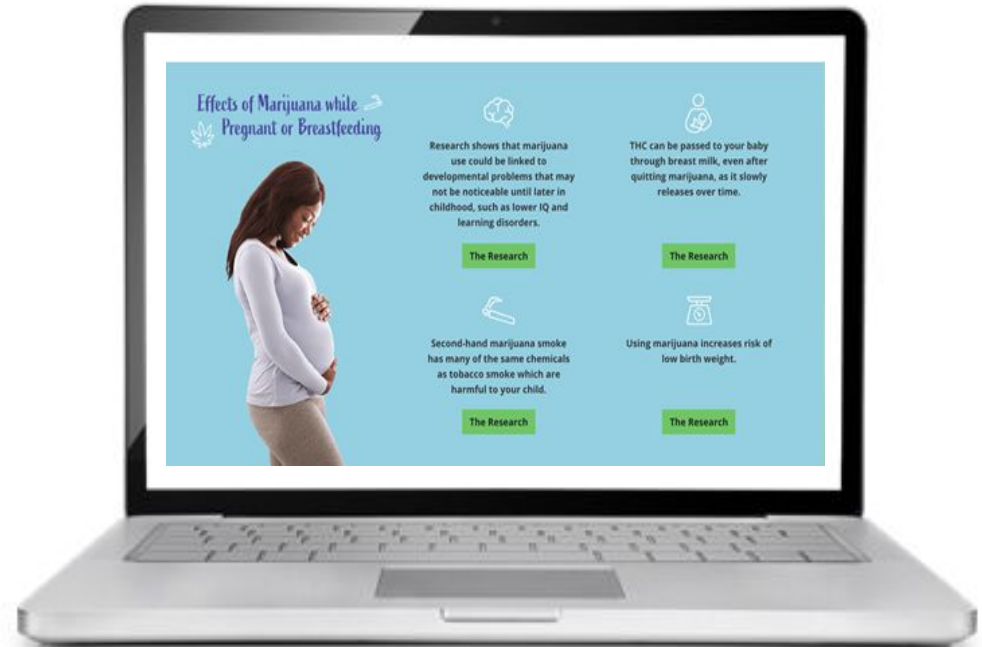 Effects of Marijuana while
Pregnant or Breastfeeding
Research shows that marijuana
use could be linked to
developmental problems that may
not be noticeable until later in
childhood, such as lower IQ and
learning disorders.
The Research
THC can be passed to your baby
through breast milk, even after
quitting marijuana, as it slowly
releases over time.
The Research
Second-hand marijuana smoke
has many of the same chemicals
as tobacco smoke which are
harmful to your child.
The Research
Using marijuana increases risk of
low birth weight.
The Research